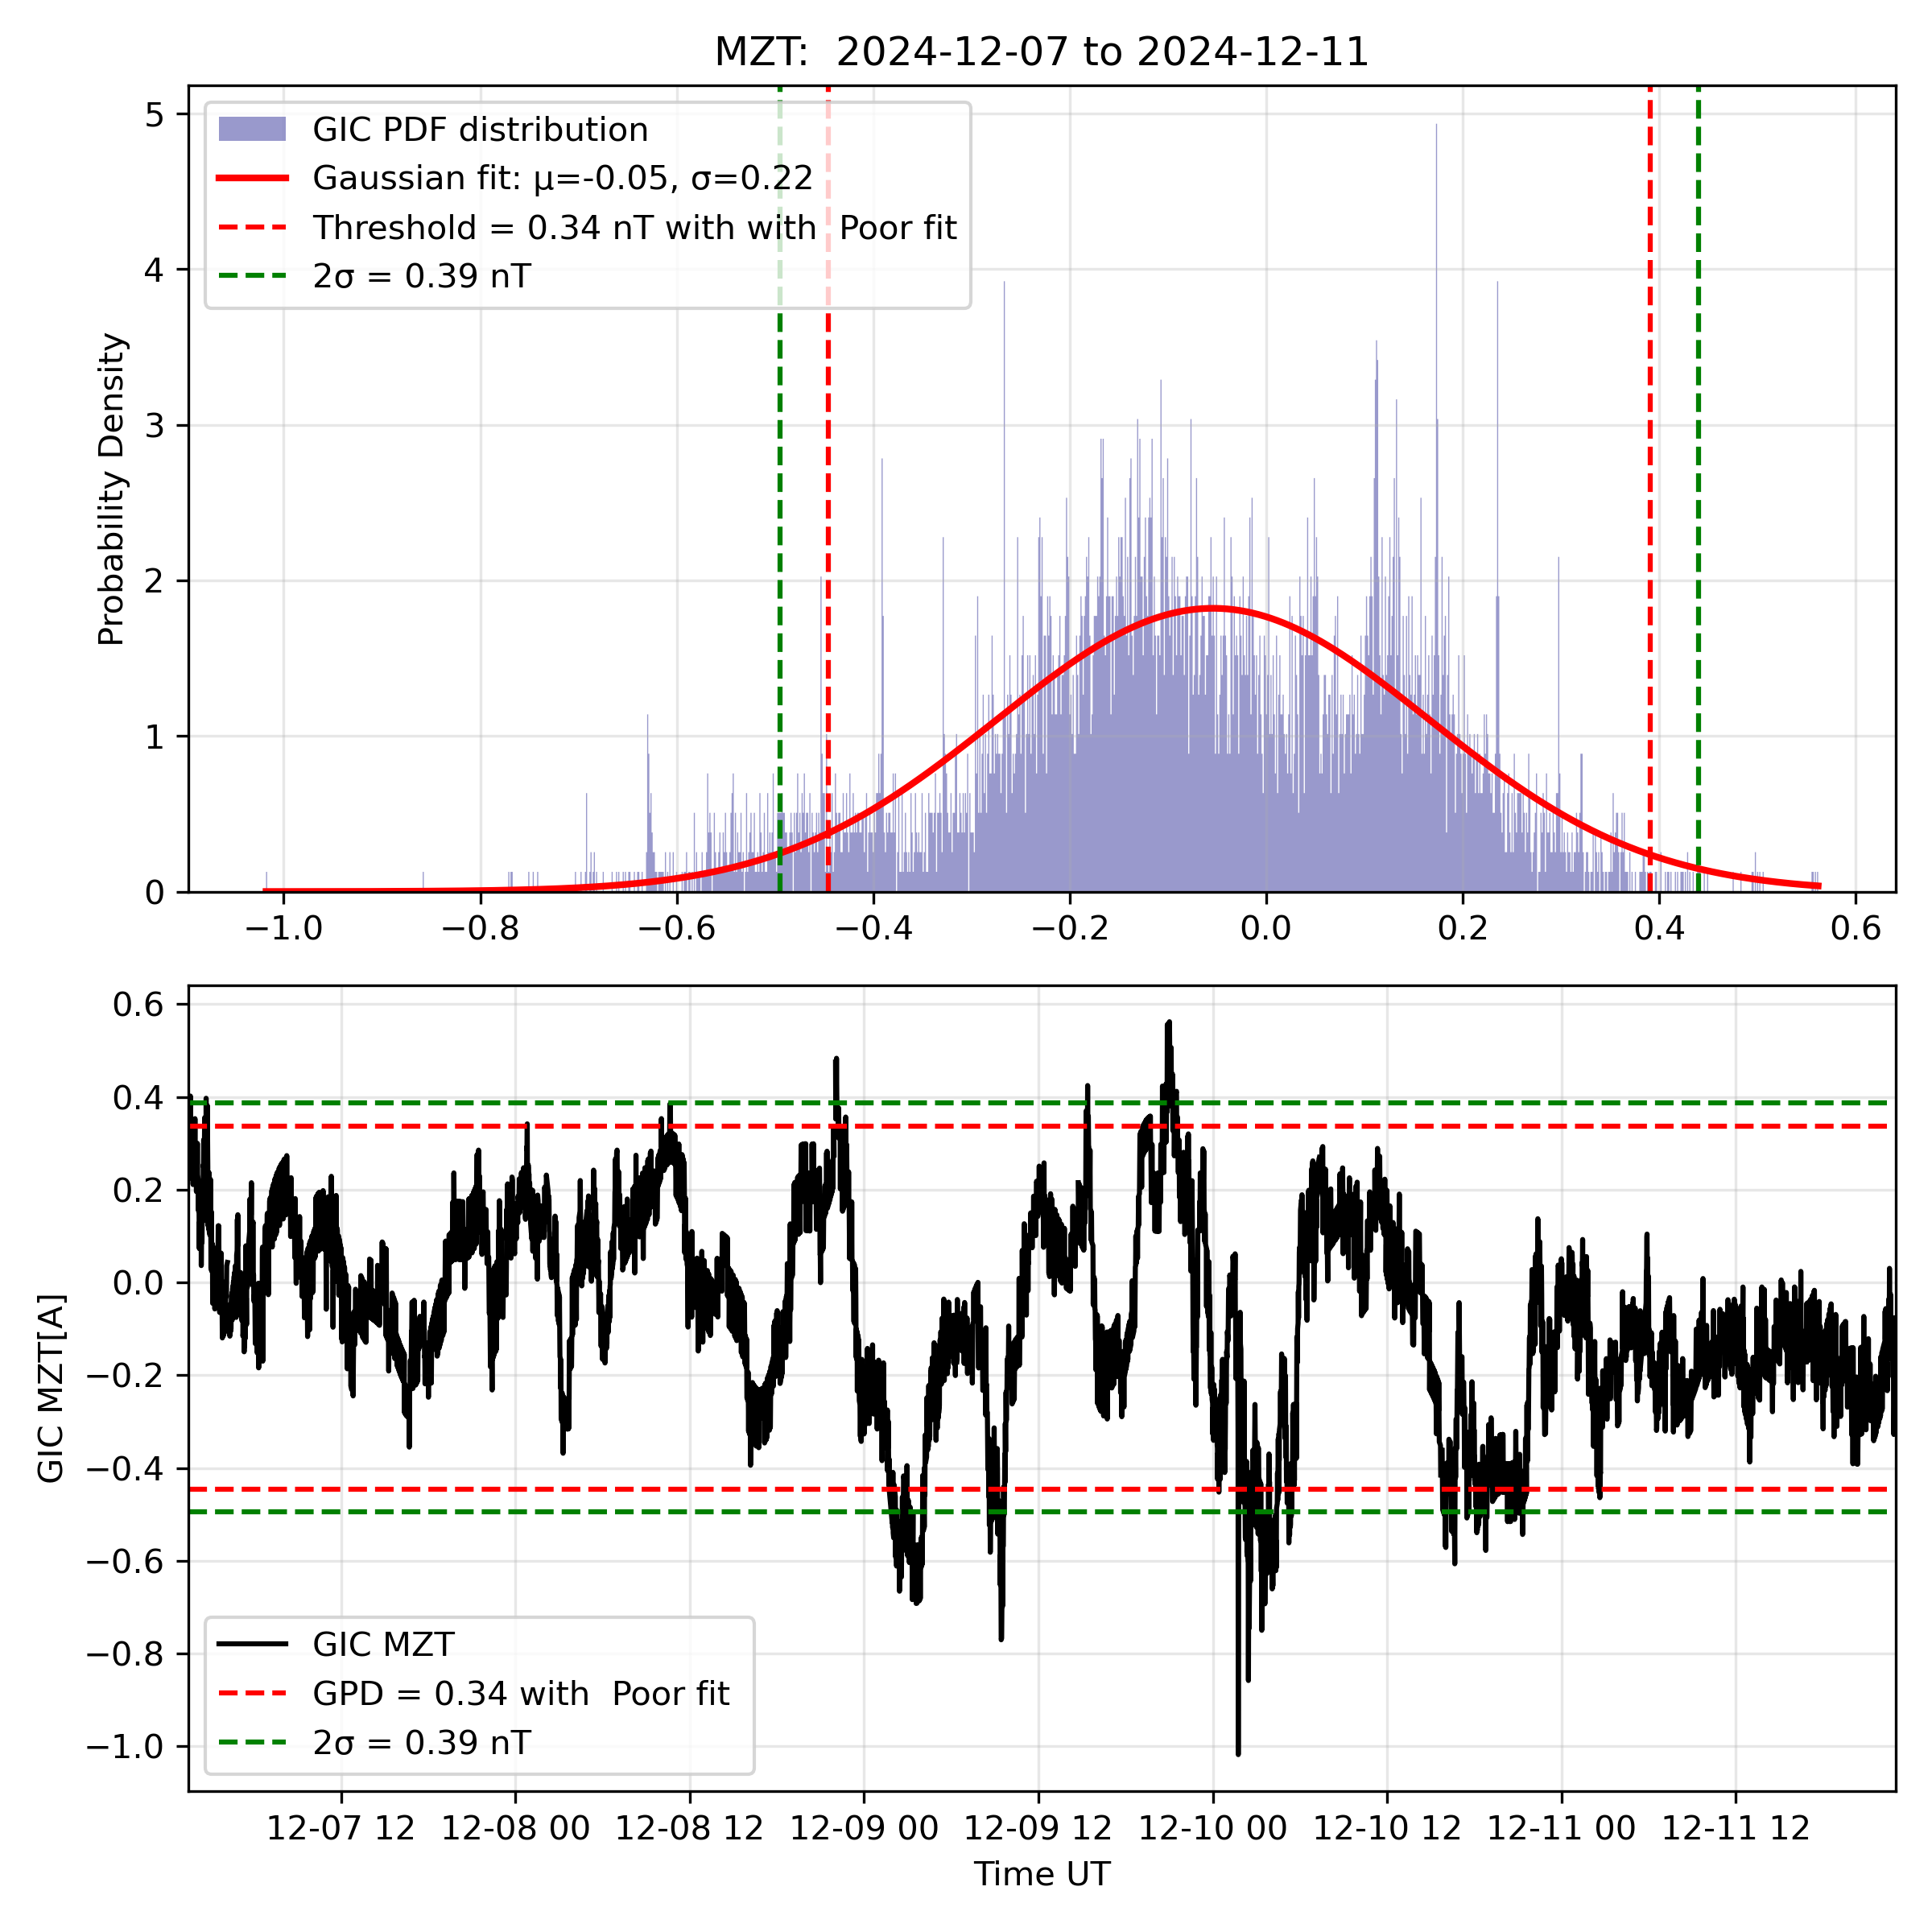 MZT:  2024-12-07 to 2024-12-11
GIC PDF distribution
Gaussian fit: μ=-0.05, σ=0.22
Threshold = 0.34 nT with with  Poor fit
2σ = 0.39 nT
Probability Density
5
4
3
2
1
0
−1.0 −0.8 −0.6 −0.4 −0.2 0.0 0.2 0.4 0.6
GIC MZT[A]
0.6
0.4
0.2
0.0
−0.2
−0.4
−0.6
−0.8
−1.0
GIC MZT
GPD = 0.34 with  Poor fit
2σ = 0.39 nT
12-07 12 12-08 00 12-08 12 12-09 00 12-09 12 12-10 00 12-10 12 12-11 00 12-11 12
Time UT